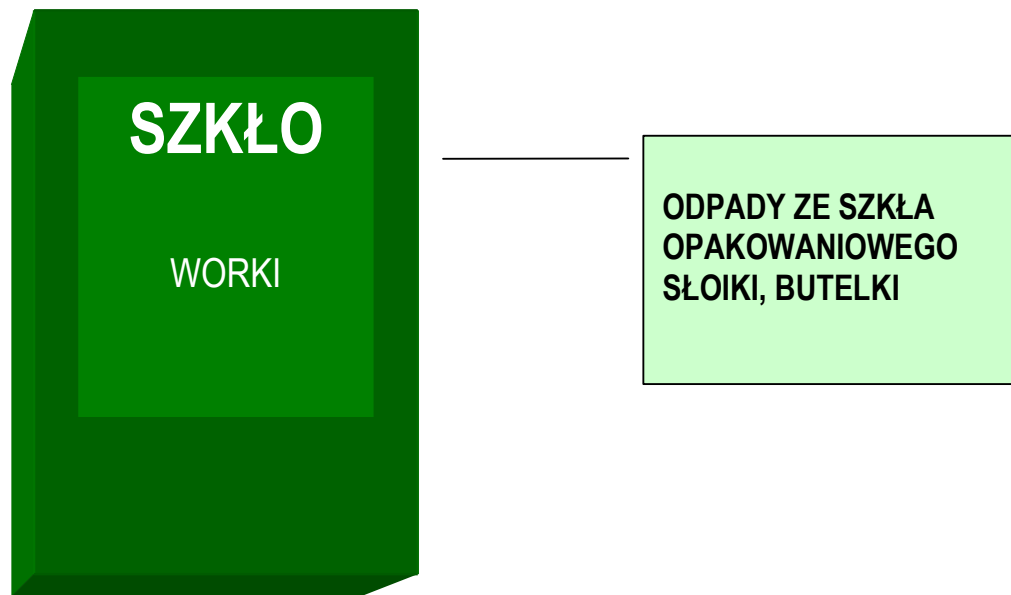 SZKŁO
WORKI
ODPADY ZE SZKŁA
OPAKOWANIOWEGO
SŁOIKI, BUTELKI